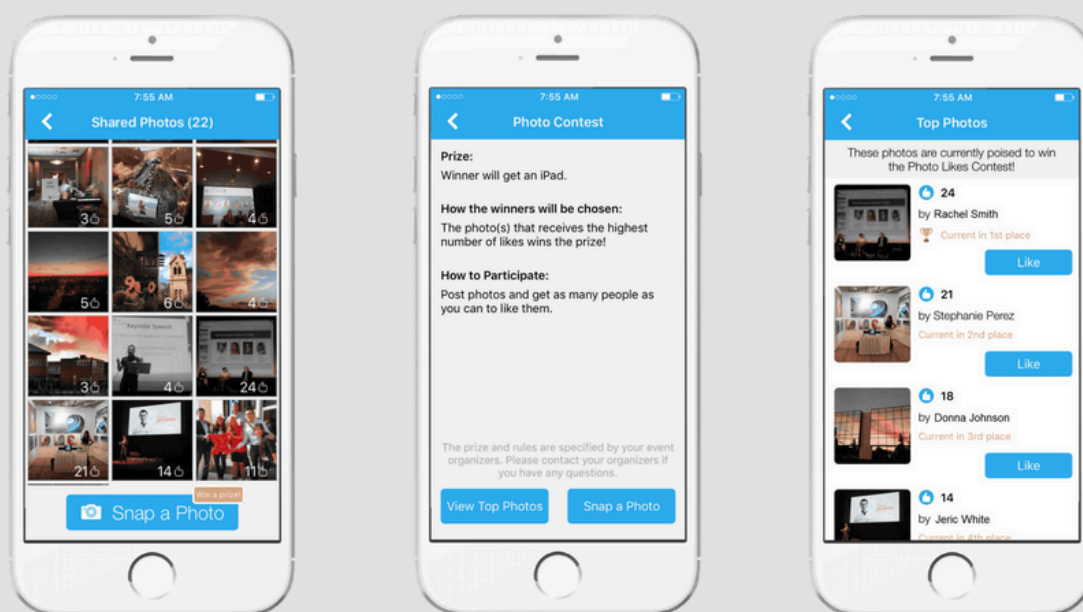 7:55 AM
Shared Photos (22)
3
5
4
5
6
4
Keynote Speech
3
4
24
21
14
11
Win a prize!
Snap a Photo
7:55 AM
Photo Contest
Prize:
Winner will get an iPad.
How the winners will be chosen:
The photo(s) that receives the highest
number of likes wins the prize!
How to Participate:
Post photos and get as many people as
you can to like them.
The prize and rules are specified by your event
organizers. Please contact your organizers if
you have any questions.
View Top Photos
Snap a Photo
7:55 AM
Top Photos
These photos are currently poised to win
the Photo Likes Contest!
24
by Rachel Smith
Current in 1st place
Like
21
by Stephanie Perez
Current in 2nd place
Like
18
by Donna Johnson
Current in 3rd place
Like
14
by Jeric White
Current in 4th place